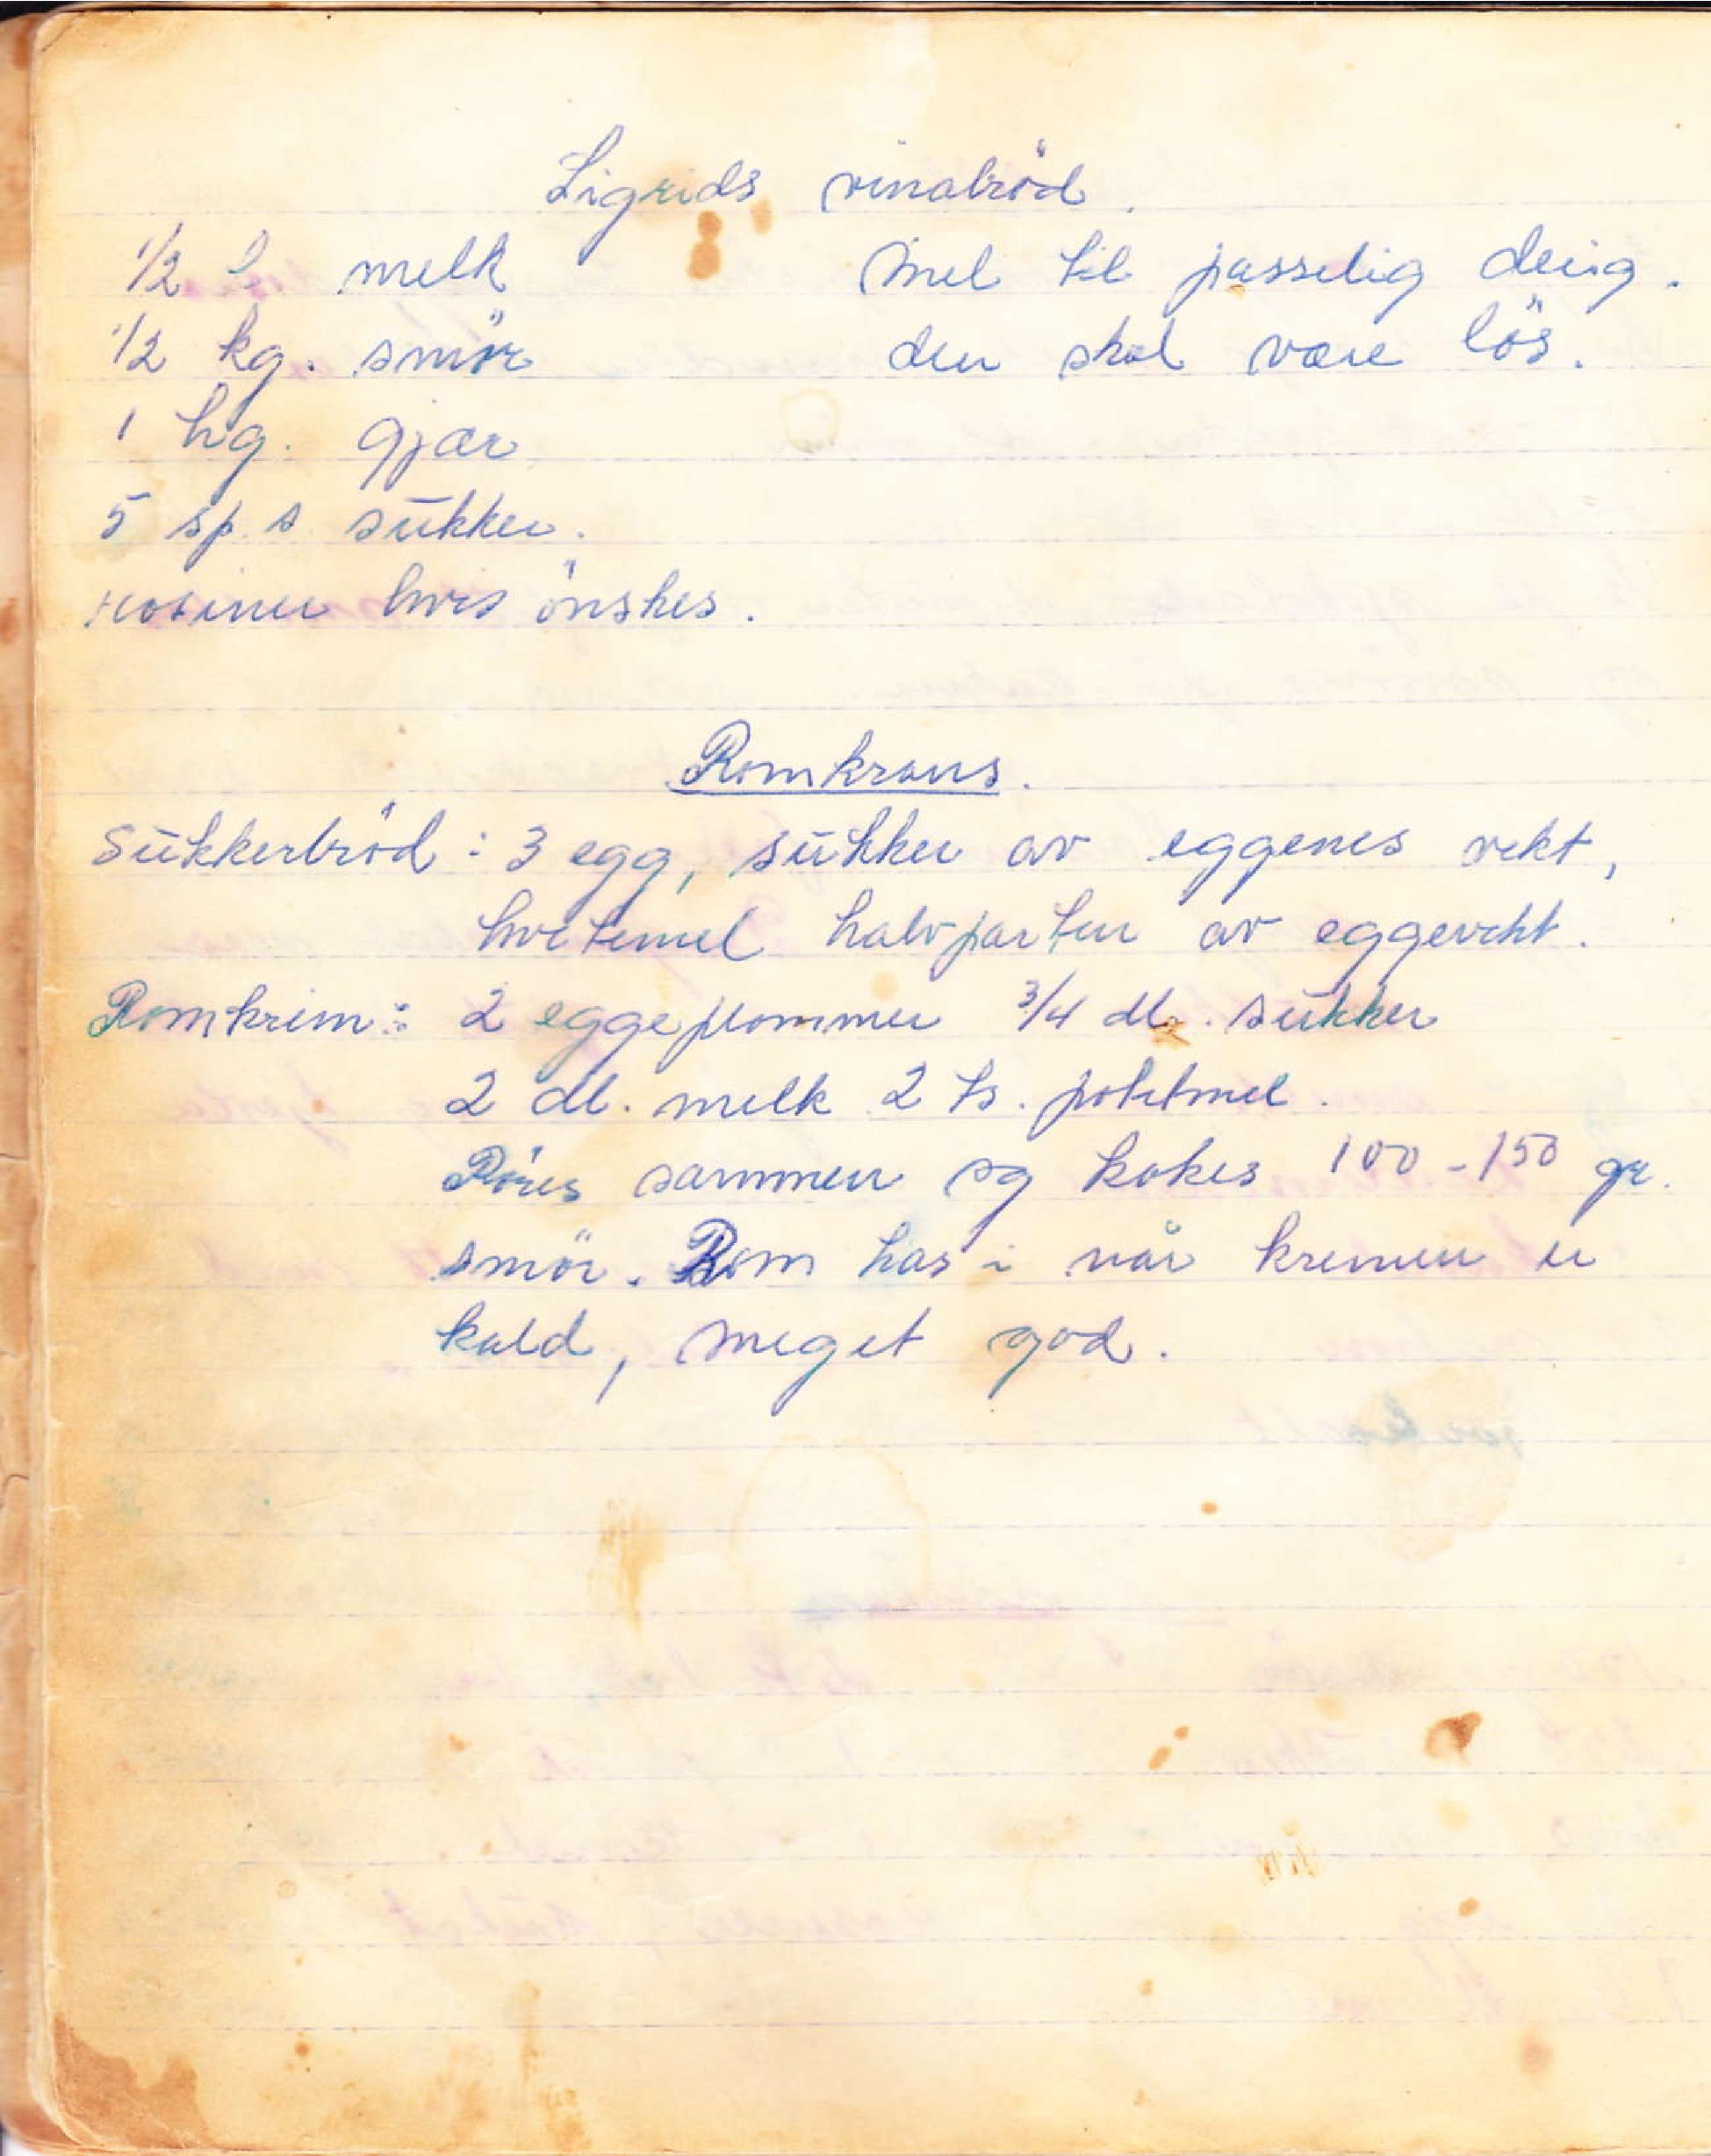 Sigrids vinabröd.
1/2 l. melk
1/2 kg. smör
1 hg. gjær
5 sp.s sukker.
rosiner hvis önskes.
Mel til passelig deig.
den skal være lös.
Romkrans.
Sukkerbröd : 3 egg, sukker av eggenes vekt,
hvetemel halvparten av eggevekt.
Romkrem : 2 eggeplommer 3/4 dl. sukker
2 dl. melk 2 ts. potetmel.
Röres sammen og kokes 100 - 150 gr.
smör. Rom has i når kremen er
kald, meget god.